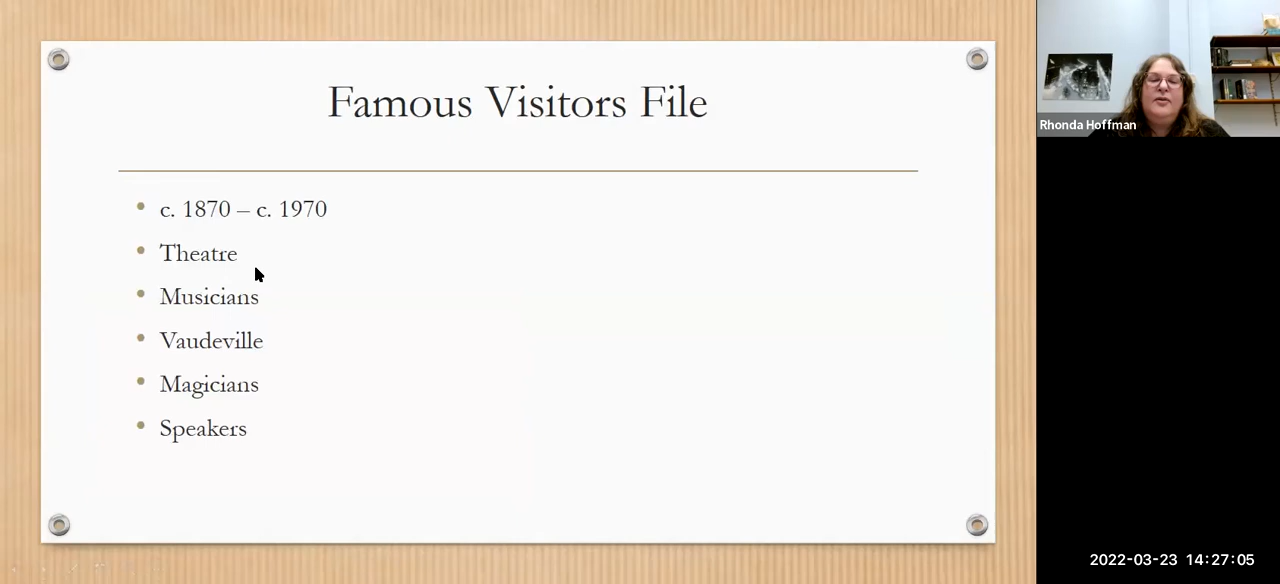 Famous Visitors File
c. 1870 – c. 1970
Theatre
Musicians
Vaudeville
Magicians
Speakers
Rhonda Hoffman
2022-03-23 14:27:05